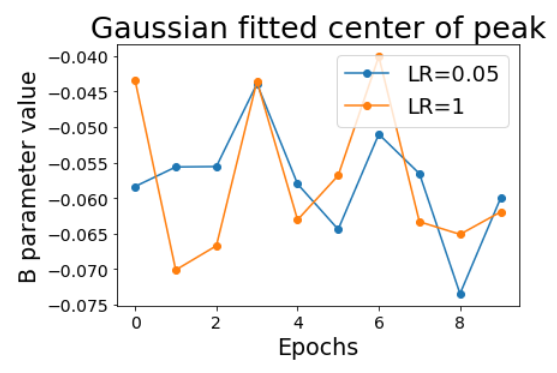 Gaussian fitted center of peak
LR=0.05
LR=1
B parameter value
−0.040
−0.045
−0.050
−0.055
−0.060
−0.065
−0.070
−0.075
0 2 4 6 8
Epochs